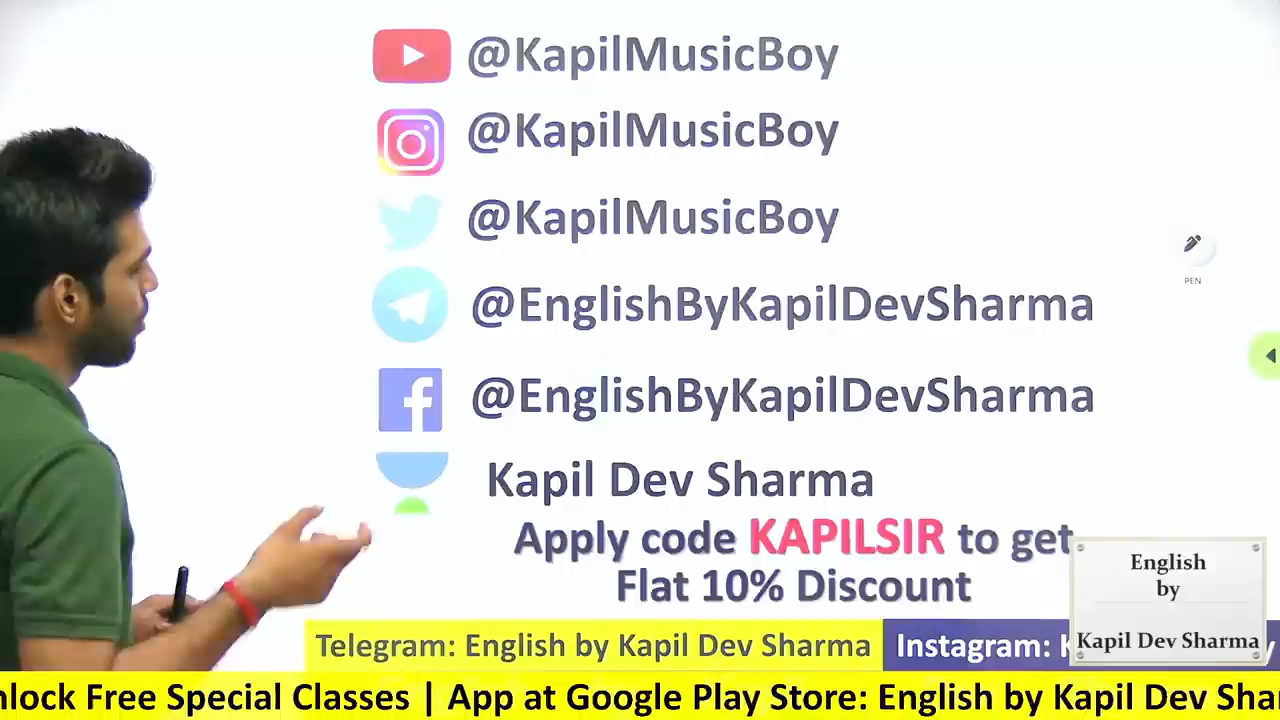 @KapilMusicBoy
@KapilMusicBoy
@KapilMusicBoy
PEN
@EnglishByKapilDevSharma
@EnglishByKapilDevSharma
Kapil Dev Sharma
Apply code KAPILSIR to get
Flat 10% Discount
English
by
Kapil Dev Sharma
Telegram: English by Kapil Dev Sharma Instagram:
Free Special Classes | App at Google Play Store: English by Kapil Dev